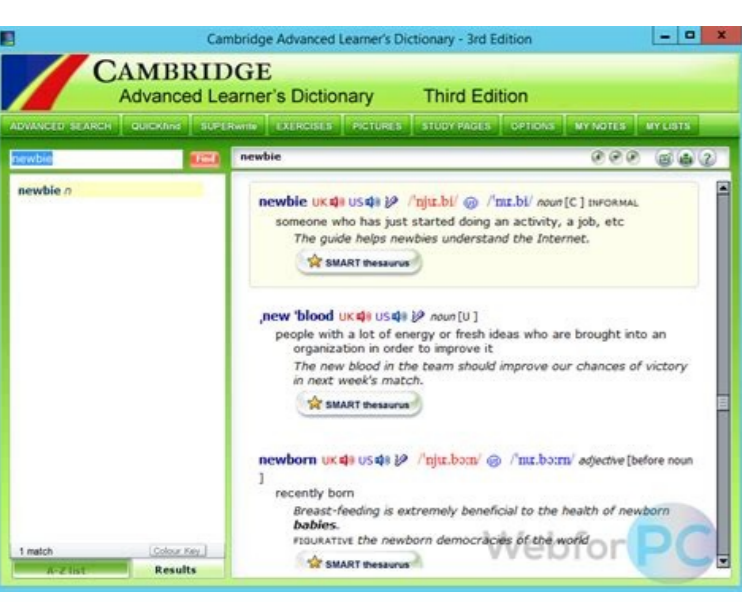 Cambridge Advanced Learner's Dictionary - 3rd Edition
CAMBRIDGE
Advanced Learner's Dictionary Third Edition
ADVANCED SEARCH QUICKfind SUPERwrite EXERCISES PICTURES STUDY PAGES OPTIONS MY NOTES MY LISTS
newbie Find newbie
newbie n
newbie UK US /ˈnjuː.bi/ US /ˈnuː.bi/ noun [C ] INFORMAL
someone who has just started doing an activity, a job, etc
The guide helps newbies understand the Internet.
SMART thesaurus
ˌnew ˈblood UK US noun [U ]
people with a lot of energy or fresh ideas who are brought into an
organization in order to improve it
The new blood in the team should improve our chances of victory
in next week's match.
SMART thesaurus
newborn UK US /ˈnjuː.bɔːn/ US /ˈnuː.bɔːrn/ adjective [before noun
]
recently born
Breast-feeding is extremely beneficial to the health of newborn
babies.
FIGURATIVE the newborn democracies of the world
SMART thesaurus
1 match Colour Key
A-Z list Results
Webfor PC